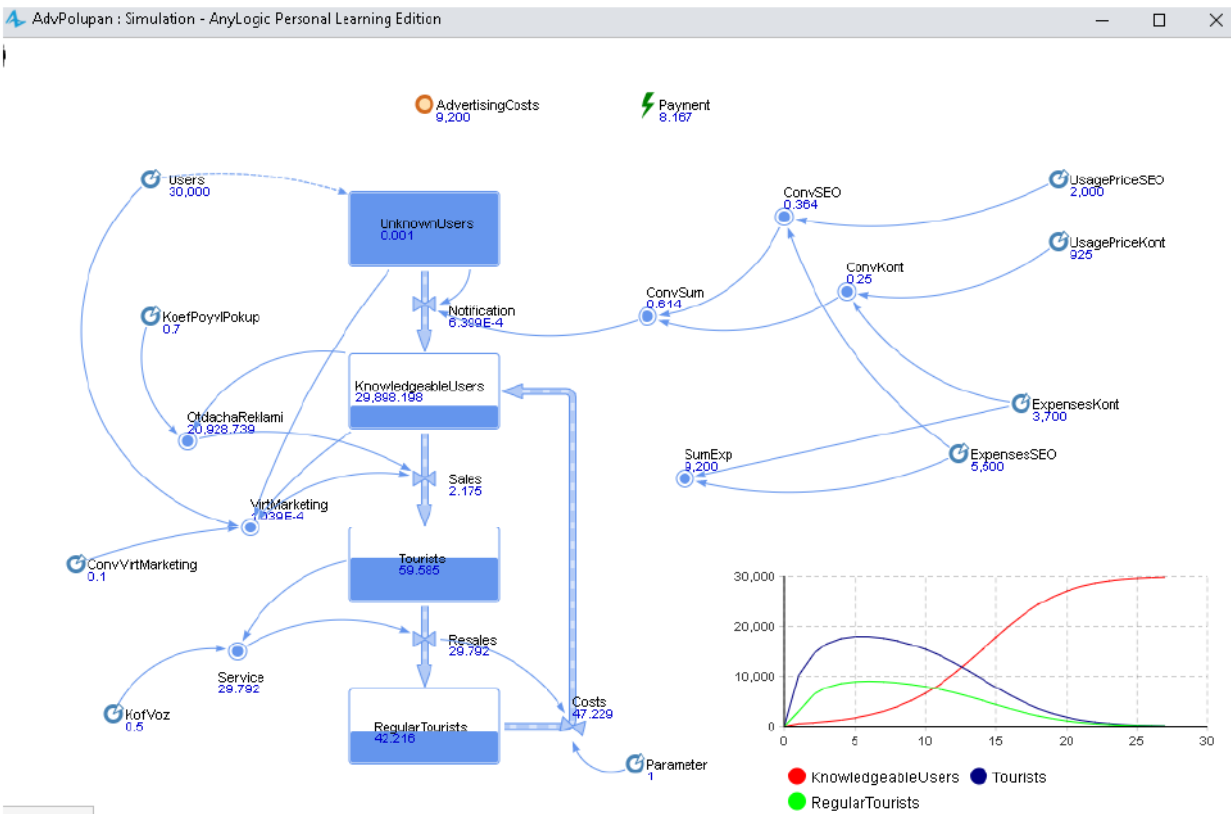 AdvPolupan : Simulation - AnyLogic Personal Learning Edition
AdvertisingCosts
9,200
Payment
8.167
Users
30,000
UnknownUsers
0.001
ConvSEO
0.364
UsagePriceSEO
2,000
UsagePriceKont
925
ConvKont
0.25
ConvSum
0.614
Notification
6.399E-4
KoefPoyvlPokup
0.7
KnowledgeableUsers
29,898.198
OtdachaReklami
20,928.739
ExpensesKont
3,700
ExpensesSEO
5,500
SumExp
9,200
Sales
2.175
VirtMarketing
ConvVirtMarketing
0.1
Tourists
59.585
Resales
29.792
Service
29.792
KofVoz
0.5
RegularTourists
42.216
Costs
47.229
Parameter
1
30,000
20,000
10,000
0
0 5 10 15 20 25 30
KnowledgeableUsers Tourists
RegularTourists